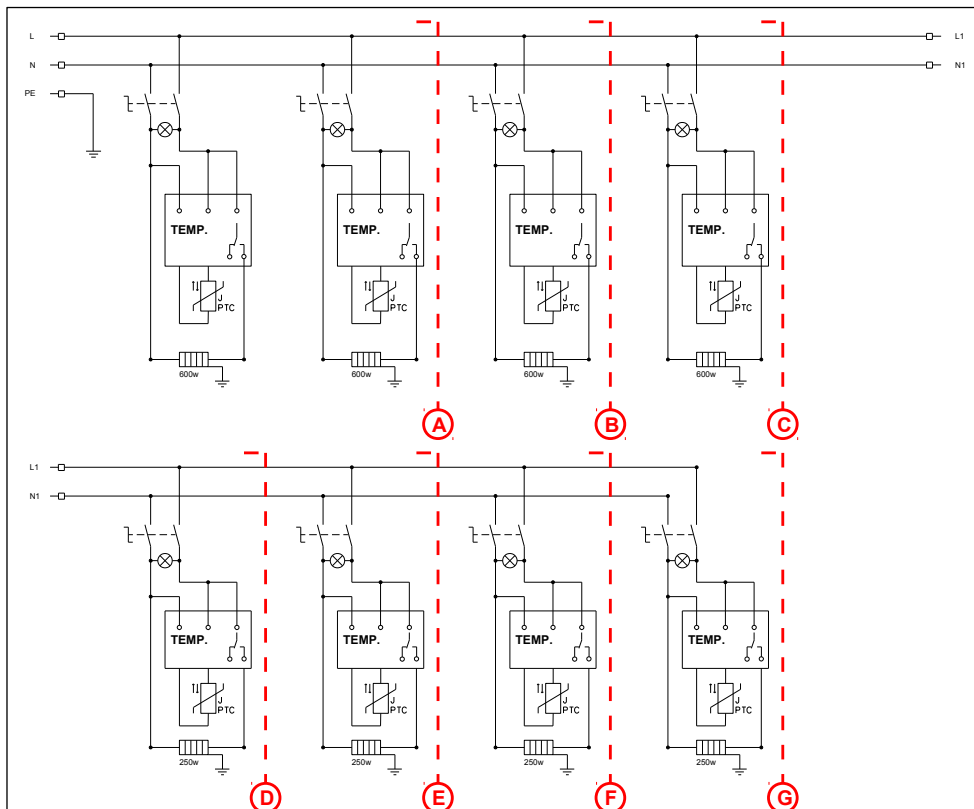 L L1
N N1
PE
TEMP. TEMP. TEMP. TEMP.
J J J J
PTC PTC PTC PTC
600w 600w 600w 600w
A B C
L1
N1
TEMP. TEMP. TEMP. TEMP.
J J J J
PTC PTC PTC PTC
250w 250w 250w 250w
D E F G